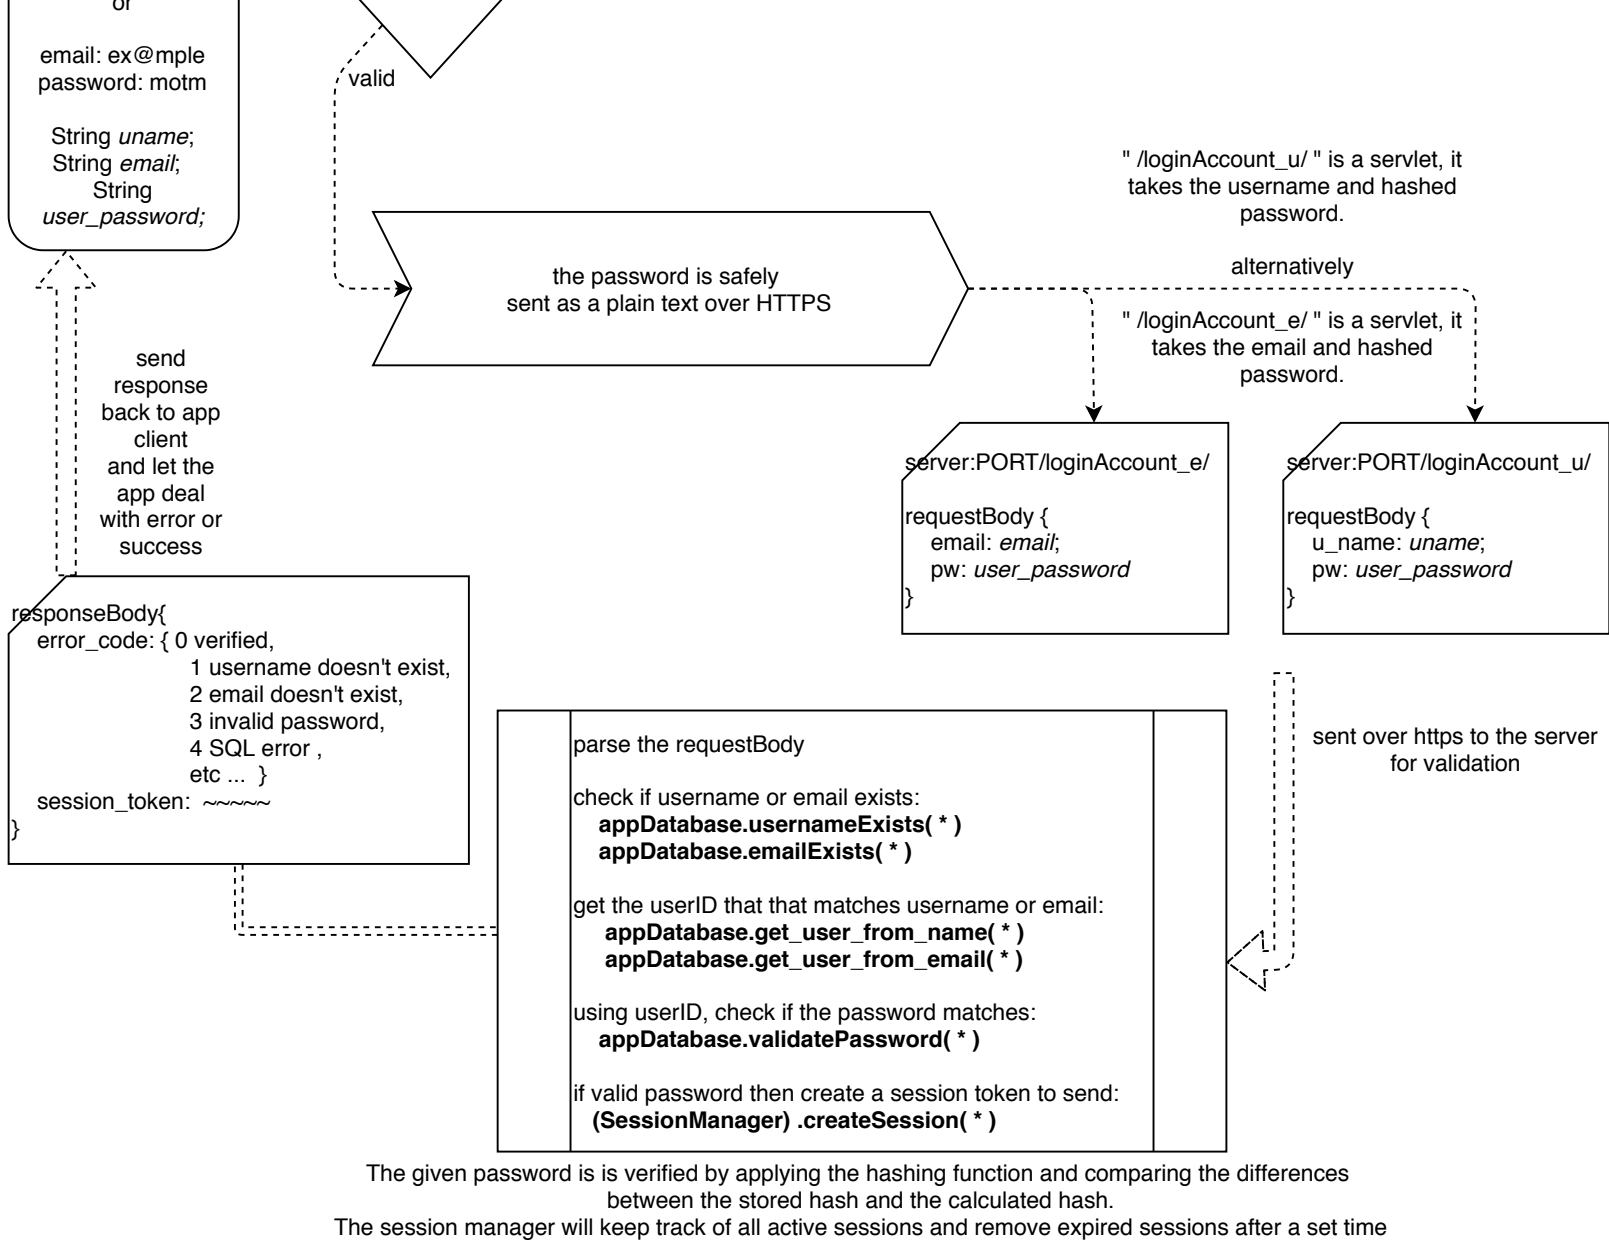 or
email: ex@mple
password: motm
String uname;
String email;
String
user_password;
valid
the password is safely
sent as a plain text over HTTPS
" /loginAccount_u/ " is a servlet, it
takes the username and hashed
password.
alternatively
" /loginAccount_e/ " is a servlet, it
takes the email and hashed
password.
send
response
back to app
client
and let the
app deal
with error or
success
server:PORT/loginAccount_e/
requestBody {
email: email;
pw: user_password
}
server:PORT/loginAccount_u/
requestBody {
u_name: uname;
pw: user_password
}
responseBody{
error_code: { 0 verified,
1 username doesn't exist,
2 email doesn't exist,
3 invalid password,
4 SQL error ,
etc ... }
session_token: ~~~~~
}
sent over https to the server
for validation
parse the requestBody
check if username or email exists:
appDatabase.usernameExists( * )
appDatabase.emailExists( * )
get the userID that that matches username or email:
appDatabase.get_user_from_name( * )
appDatabase.get_user_from_email( * )
using userID, check if the password matches:
appDatabase.validatePassword( * )
if valid password then create a session token to send:
(SessionManager) .createSession( * )
The given password is is verified by applying the hashing function and comparing the differences
between the stored hash and the calculated hash.
The session manager will keep track of all active sessions and remove expired sessions after a set time